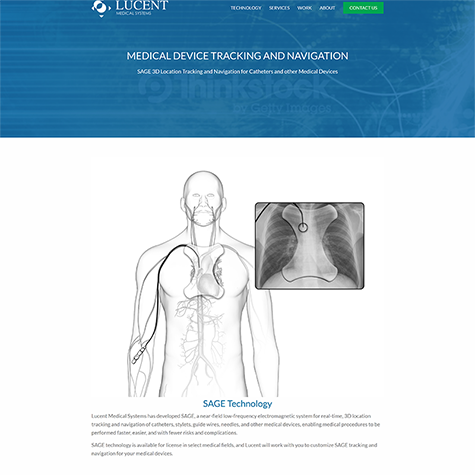 LUCENT
MEDICAL SYSTEMS
TECHNOLOGY SERVICES WORK ABOUT CONTACT US
MEDICAL DEVICE TRACKING AND NAVIGATION
SAGE 3D Location Tracking and Navigation for Catheters and other Medical Devices
thinkstock
by Getty Images
SAGE Technology
Lucent Medical Systems has developed SAGE, a near-field low-frequency electromagnetic system for real-time, 3D location
tracking and navigation of catheters, stylets, guide wires, needles, and other medical devices, enabling medical procedures to be
performed faster, easier, and with fewer risks and complications.
SAGE technology is available for license in select medical fields, and Lucent will work with you to customize SAGE tracking and
navigation for your medical devices.